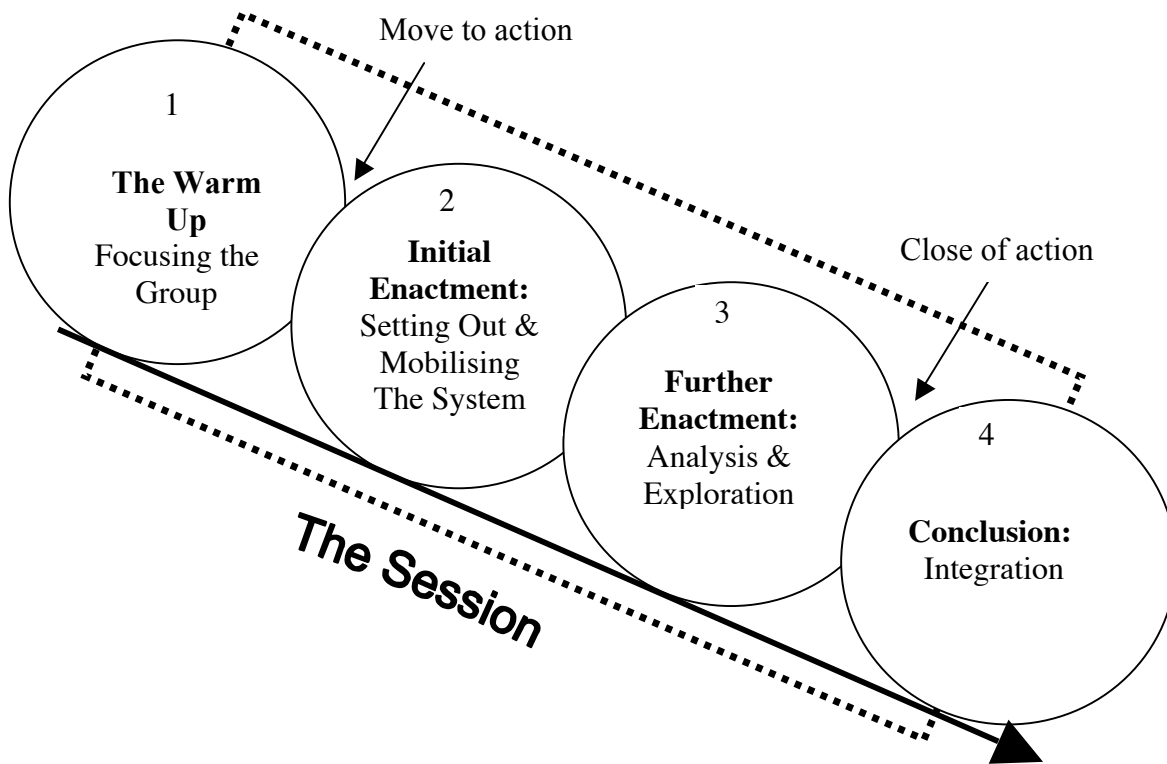 Move to action
1
The Warm
Up
Focusing the
Group
2
Initial
Enactment:
Setting Out &
Mobilising
The System
Close of action
3
Further
Enactment:
Analysis &
Exploration
4
Conclusion:
Integration
The Session